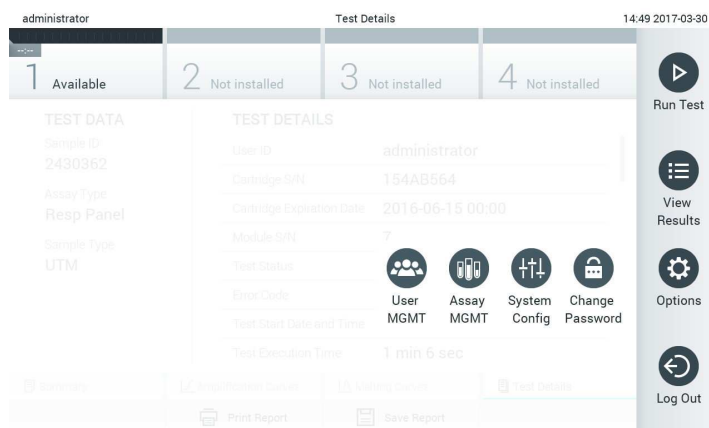 administrator Test Details 14:49 2017-03-30
--:--
1 Available 2 Not installed 3 Not installed 4 Not installed
Run Test
TEST DATA TEST DETAILS
Sample ID User ID administrator
2430362 Cartridge S/N 154AB564
Assay Type Cartridge Expiration Date 2016-06-15 00:00
Resp Panel Module S/N 7
View
Results
Sample Type Test Status
UTM Error Code
User Assay System Change Options
MGMT MGMT Config Password
Test Start Date and Time
Test Execution Time 1 min 6 sec
Summary Amplification Curves Melting Curves Test Details
Log Out
Print Report Save Report